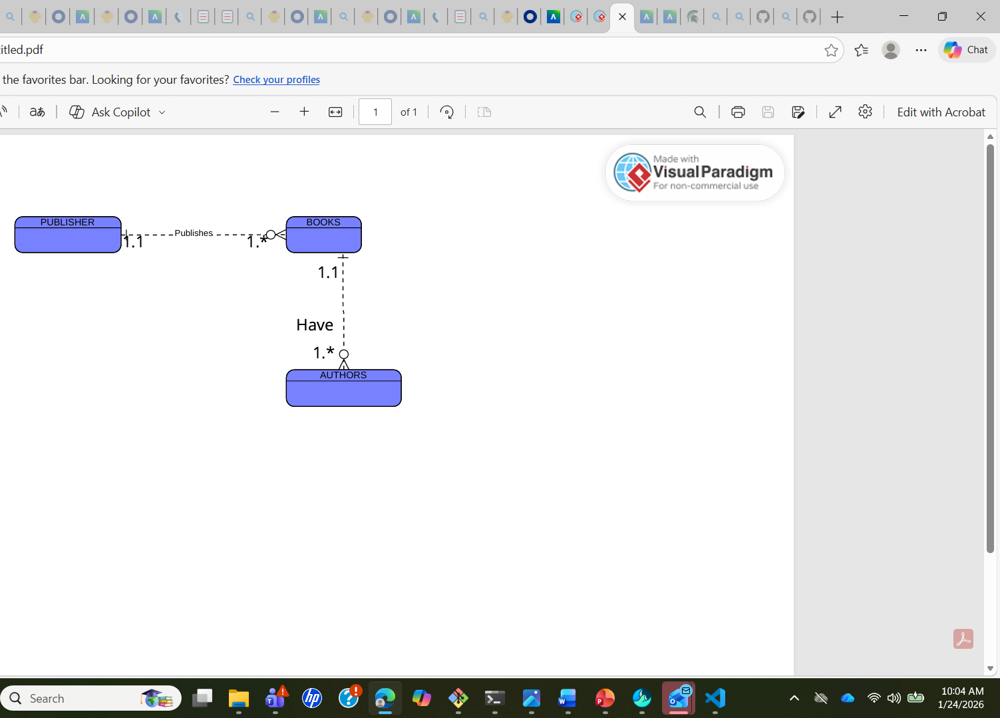 itled.pdf
Chat
the favorites bar. Looking for your favorites? Check your profiles
aあ
Ask Copilot
1
of 1
Edit with Acrobat
Made with
Visual Paradigm
For non-commercial use
PUBLISHER
BOOKS
Publishes
1.1
1.*
1.1
Have
1.*
AUTHORS
Search
10:04 AM
1/24/2026